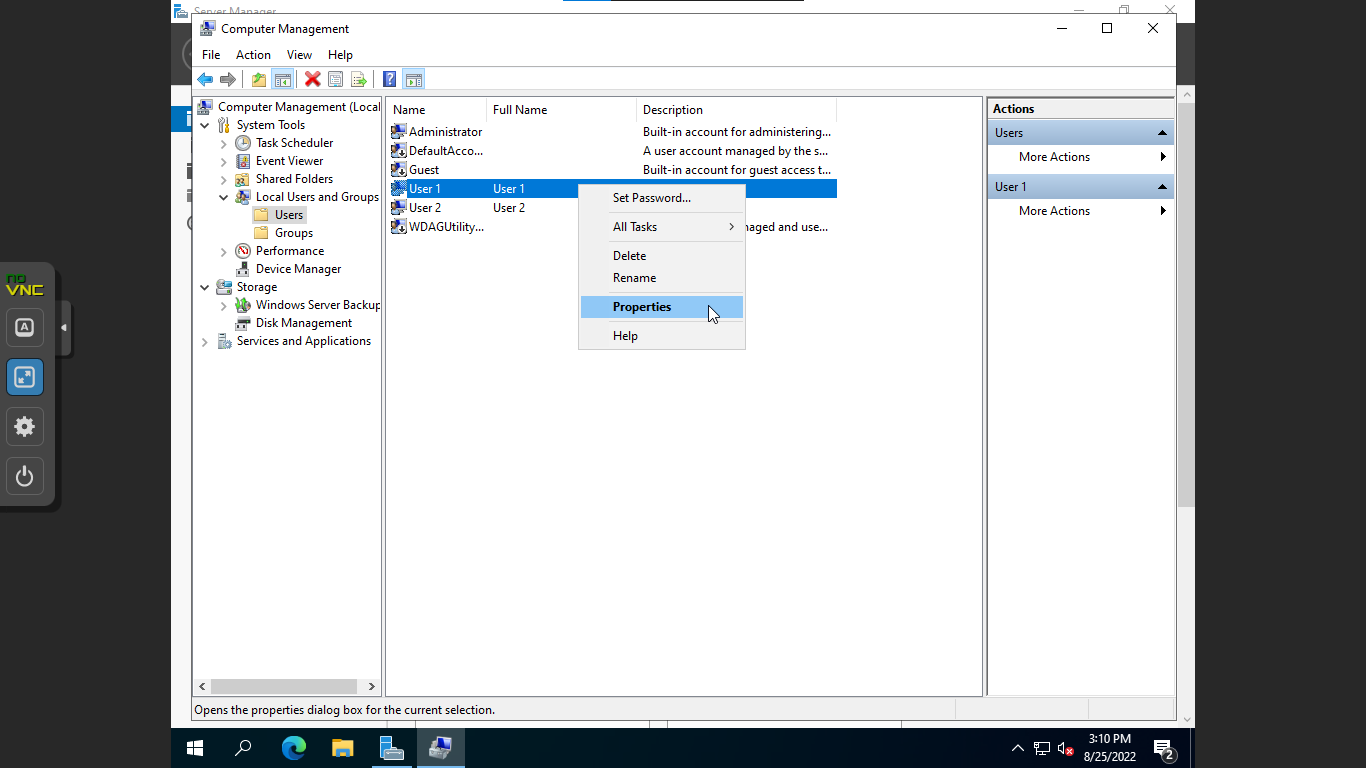 Server Manager
Computer Management
File Action View Help
Computer Management (Local
System Tools
Task Scheduler
Event Viewer
Shared Folders
Local Users and Groups
Users
Groups
Performance
Device Manager
Storage
Windows Server Backup
Disk Management
Services and Applications
Name Full Name Description
Administrator Built-in account for administering...
DefaultAcco... A user account managed by the s...
Guest Built-in account for guest access t...
User 1 User 1
User 2 User 2
WDAGUtility... naged and use...
Set Password...
All Tasks
Delete
Rename
Properties
Help
Actions
Users
More Actions
User 1
More Actions
no
VNC
A
Opens the properties dialog box for the current selection.
3:10 PM
8/25/2022
2